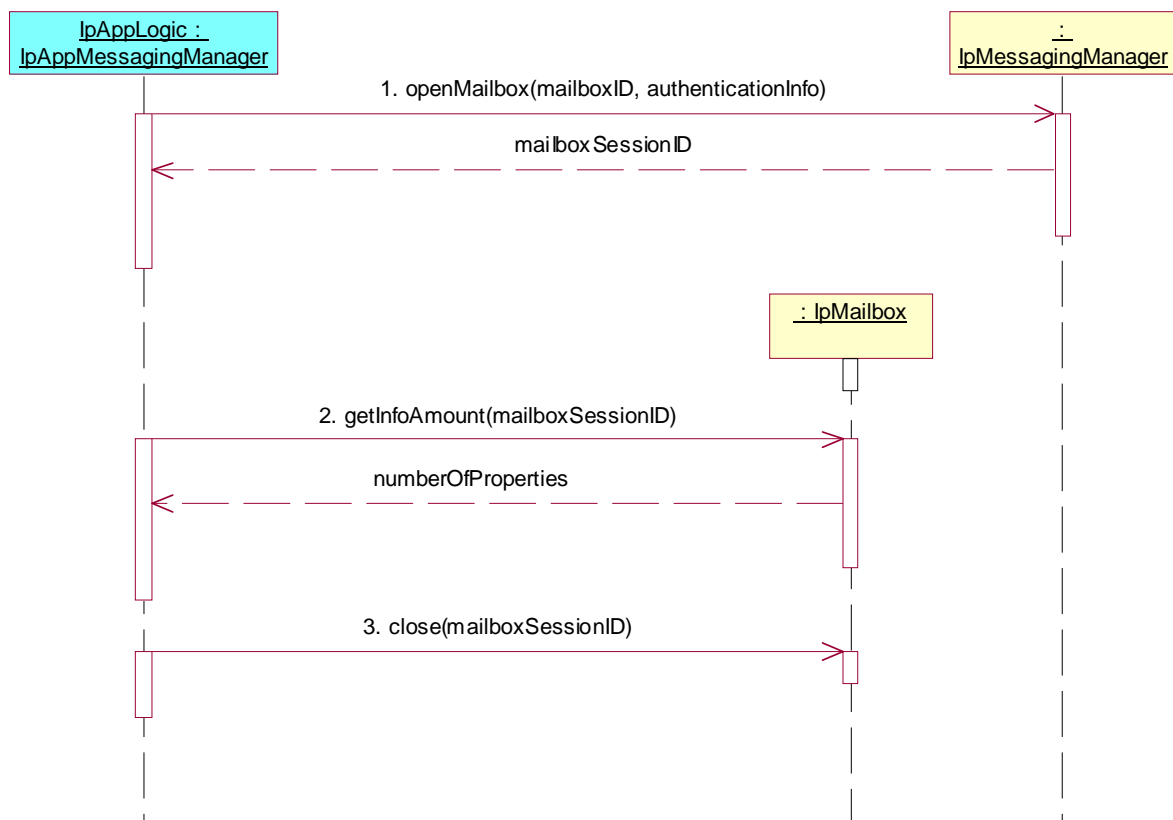 IpAppLogic :
IpAppMessagingManager
:
IpMessagingManager
1. openMailbox(mailboxID, authenticationInfo)
mailboxSessionID
: IpMailbox
2. getInfoAmount(mailboxSessionID)
numberOfProperties
3. close(mailboxSessionID)